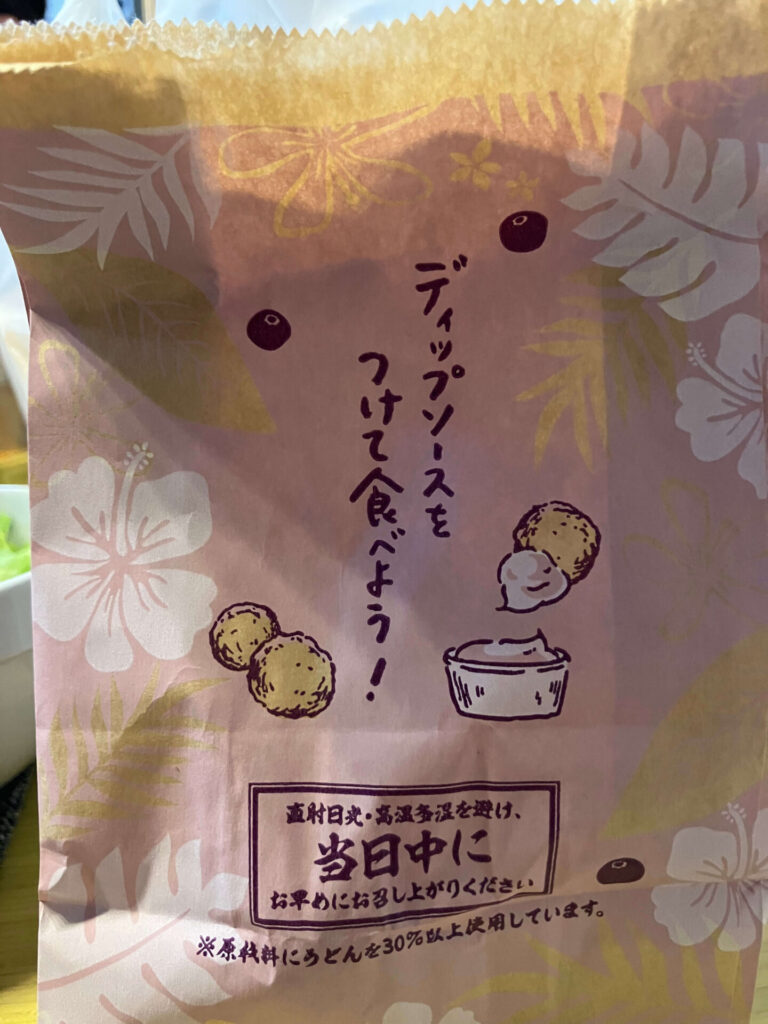 ディップソースを
つけて食べよう！
直射日光・高温多湿を避け、
当日中に
お早めにお召し上がりください
※原材料にうどんを30%以上使用しています。